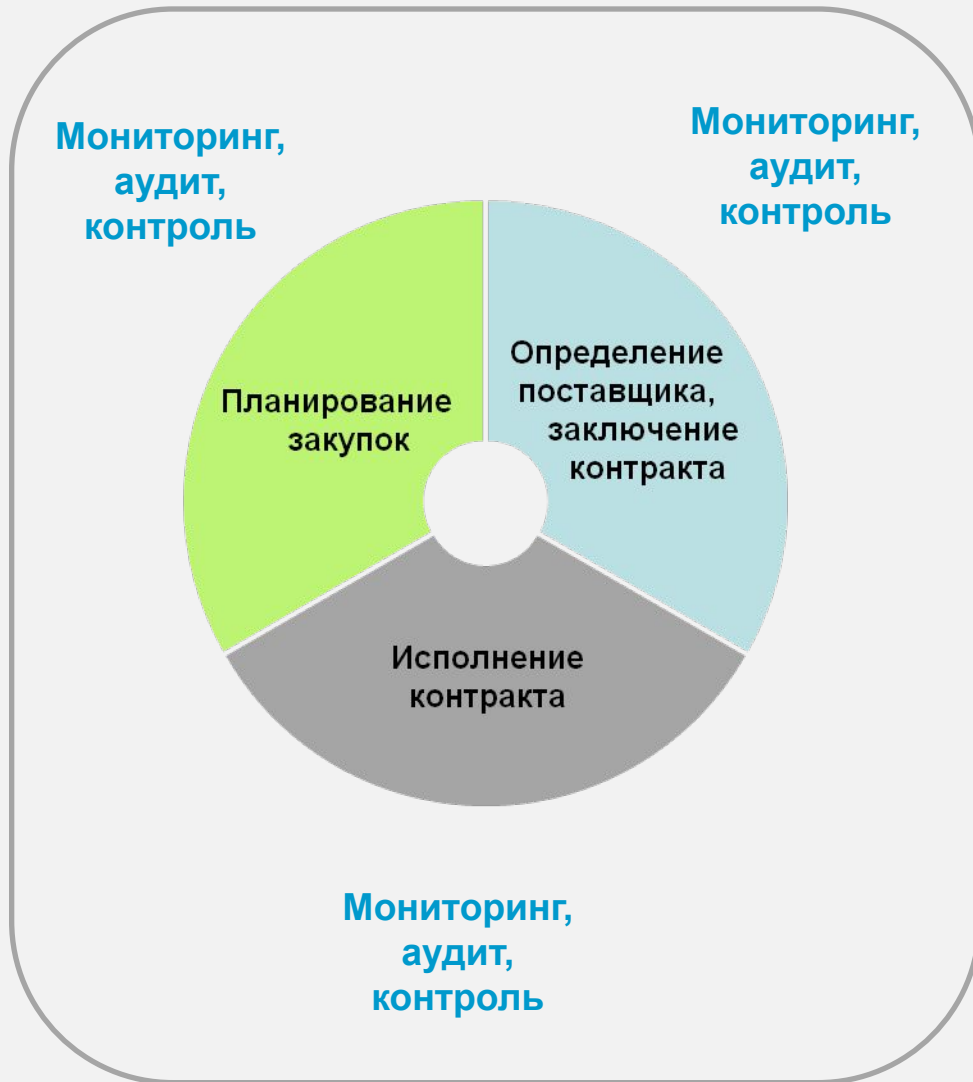 Мониторинг,
аудит,
контроль
Мониторинг,
аудит,
контроль
Планирование
закупок
Определение
поставщика,
заключение
контракта
Исполнение
контракта
Мониторинг,
аудит,
контроль